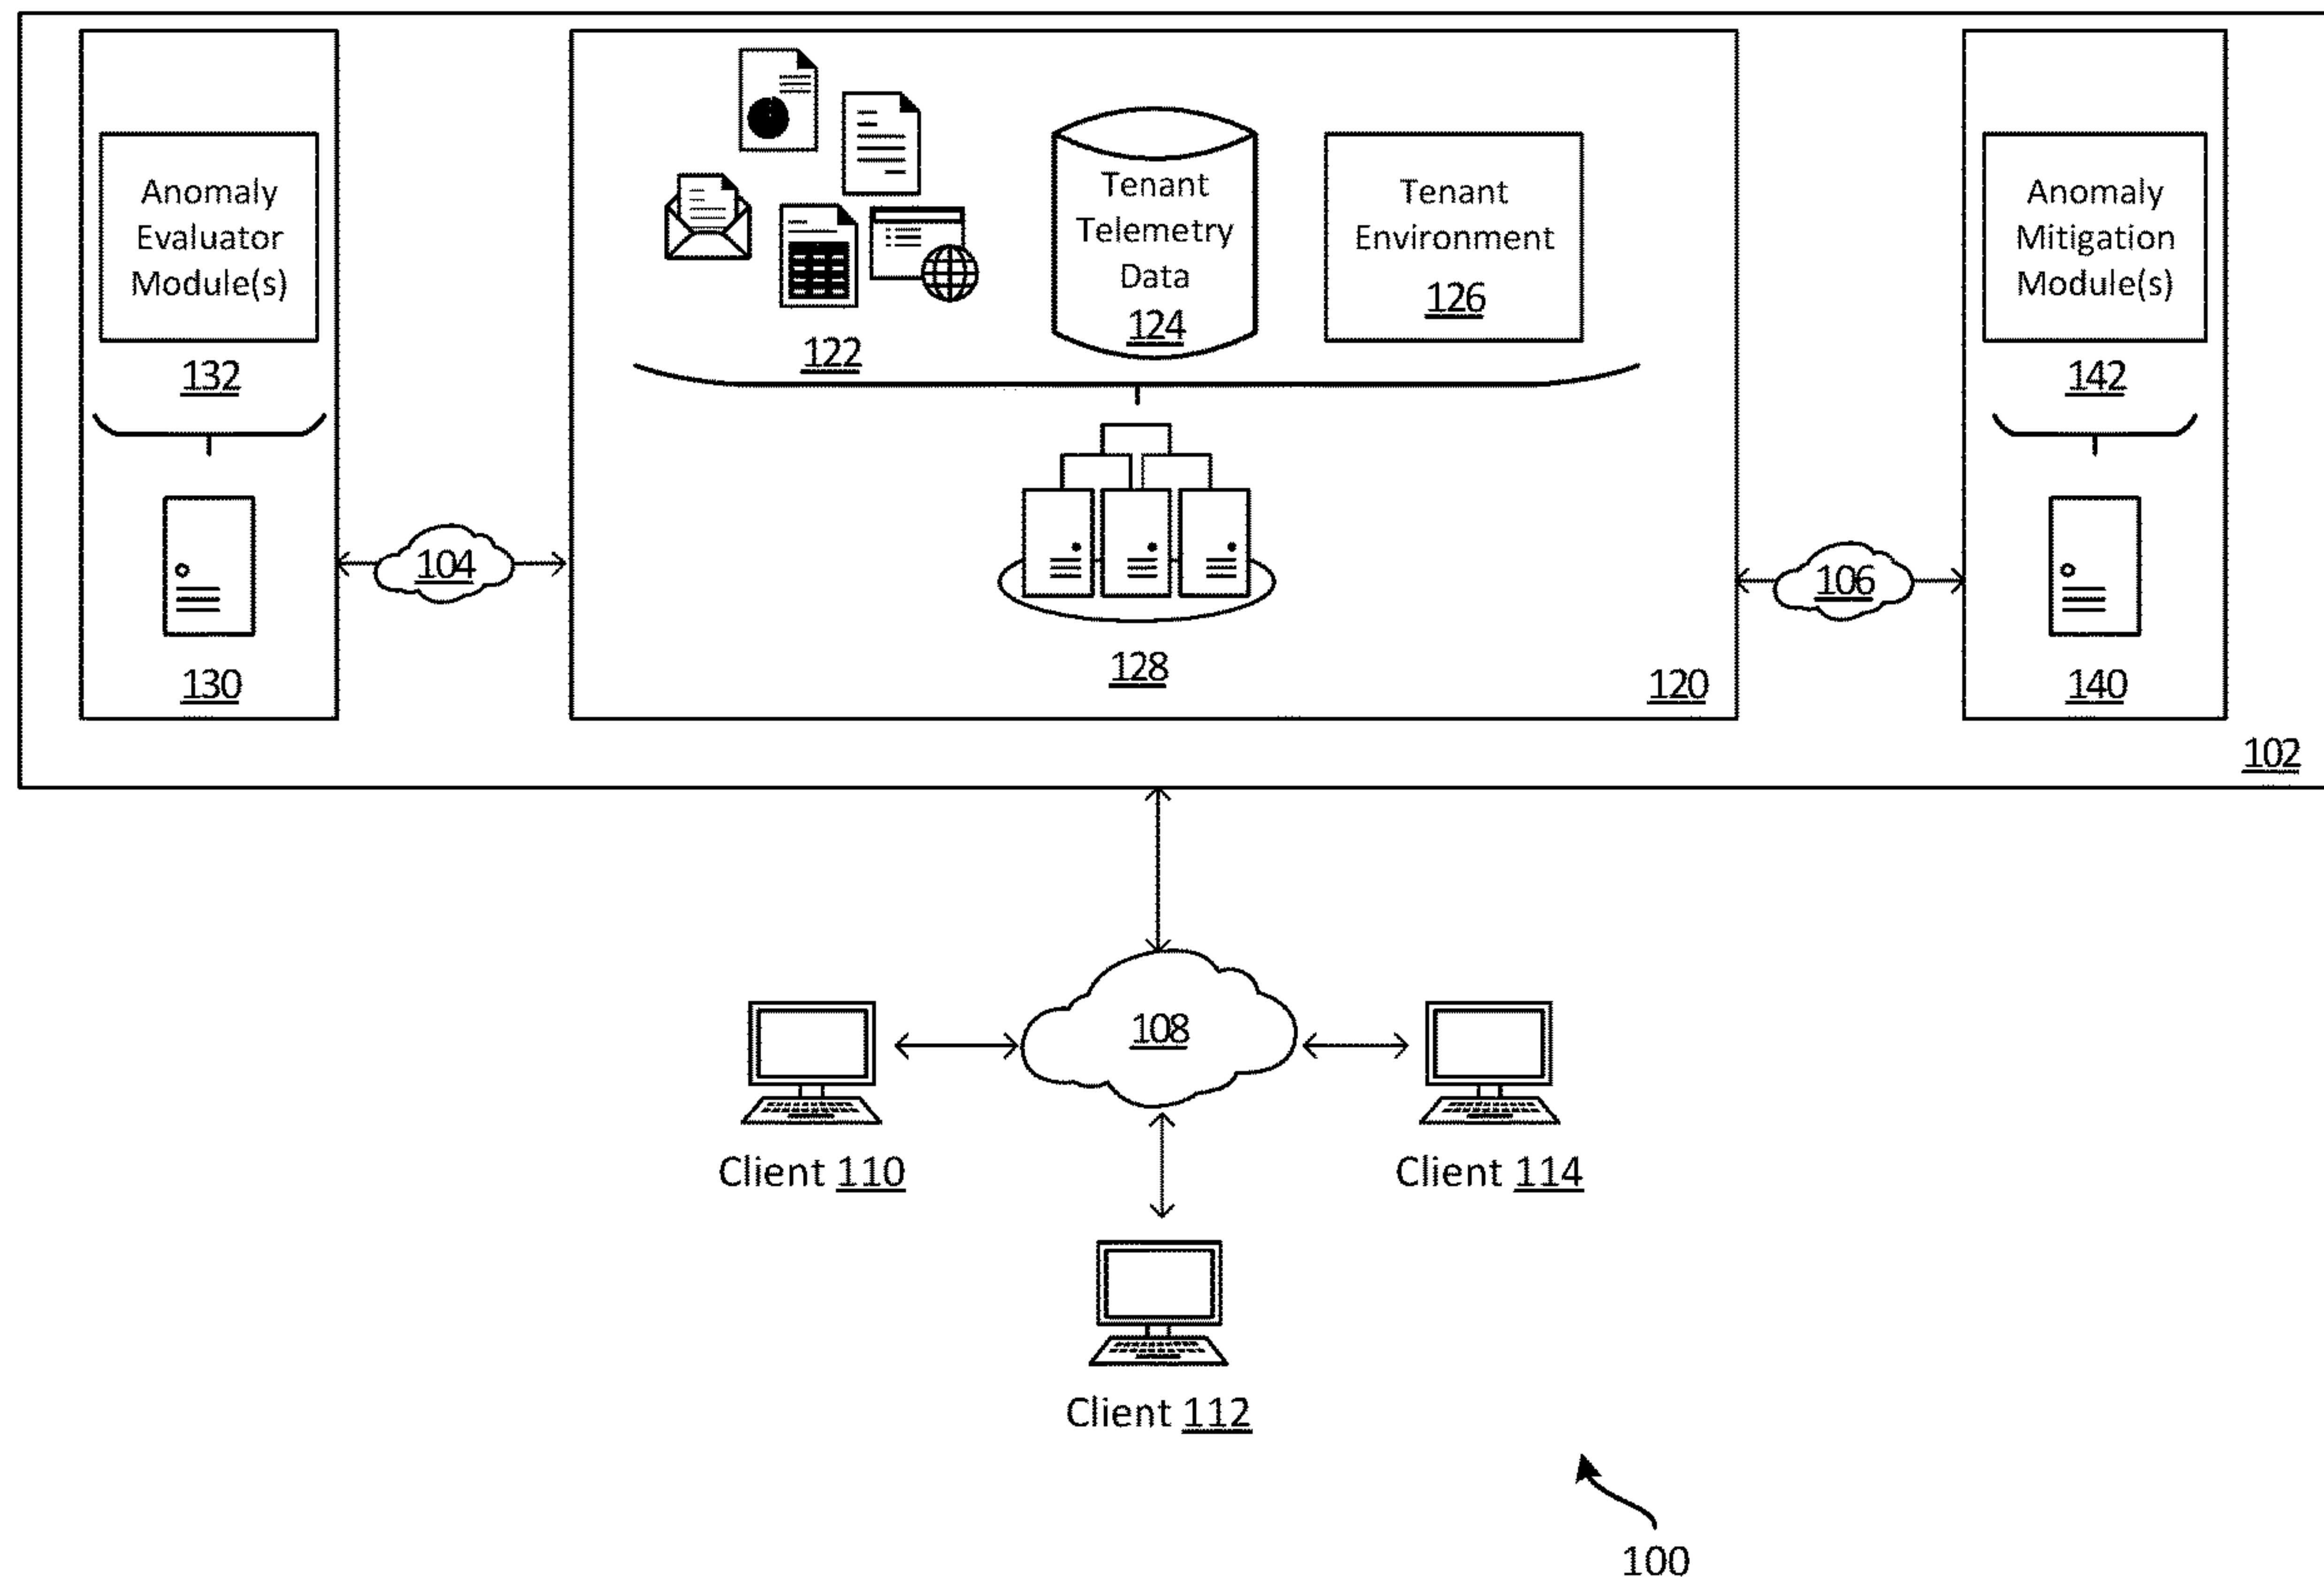 Anomaly
Evaluator
Module(s)
132
130
104
122
Tenant
Telemetry
Data
124
Tenant
Environment
126
128
120
106
Anomaly
Mitigation
Module(s)
142
140
102
108
Client 110
Client 114
Client 112
100